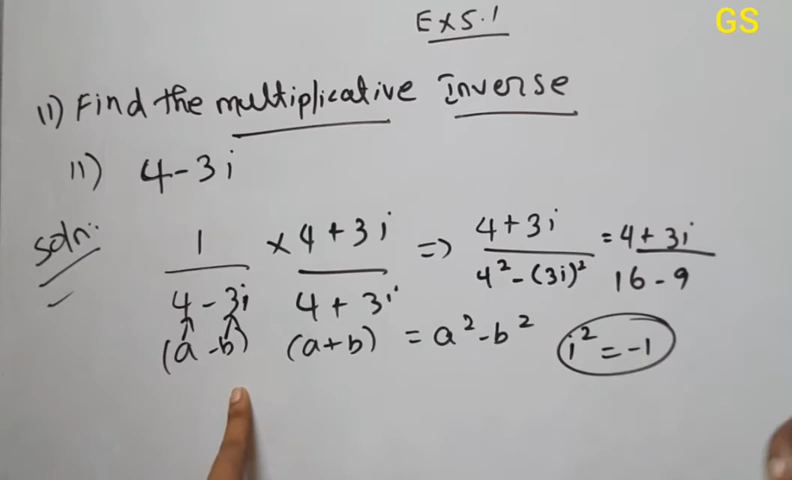 GS
Ex5.1
11) Find the multiplicative Inverse
11) 4-3i
Soln:
1/(4-3i) × (4+3i)/(4+3i) => (4+3i)/(4²-(3i)²) = (4+3i)/(16-9)
(a-b) (a+b) = a²-b² i²=-1